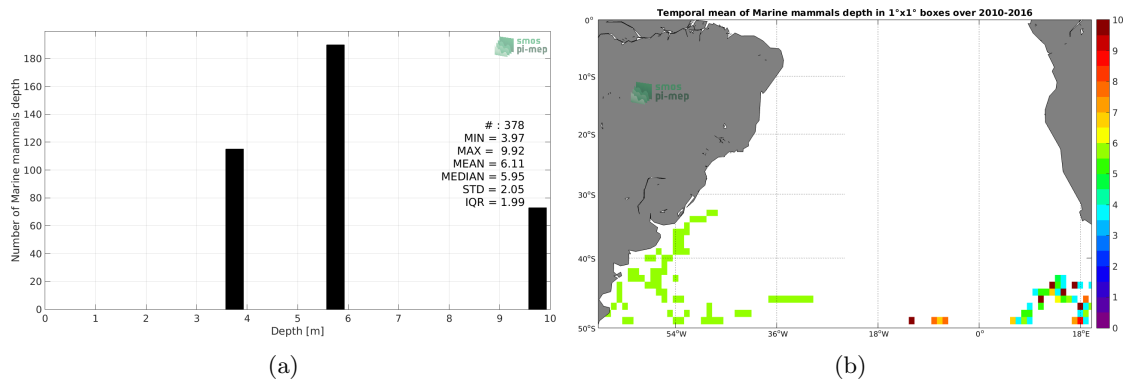 smos
pi-mep
Number of Marine mammals depth
180
160
140
120
100
80
60
40
20
0
# : 378
MIN = 3.97
MAX = 9.92
MEAN = 6.11
MEDIAN = 5.95
STD = 2.05
IQR = 1.99
0 1 2 3 4 5 6 7 8 9 10
Depth [m]
(a)
Temporal mean of Marine mammals depth in 1°x1° boxes over 2010-2016
smos
pi-mep
0°
10°S
20°S
30°S
40°S
50°S
54°W 36°W 18°W 0° 18°E
10
9
8
7
6
5
4
3
2
1
0
(b)